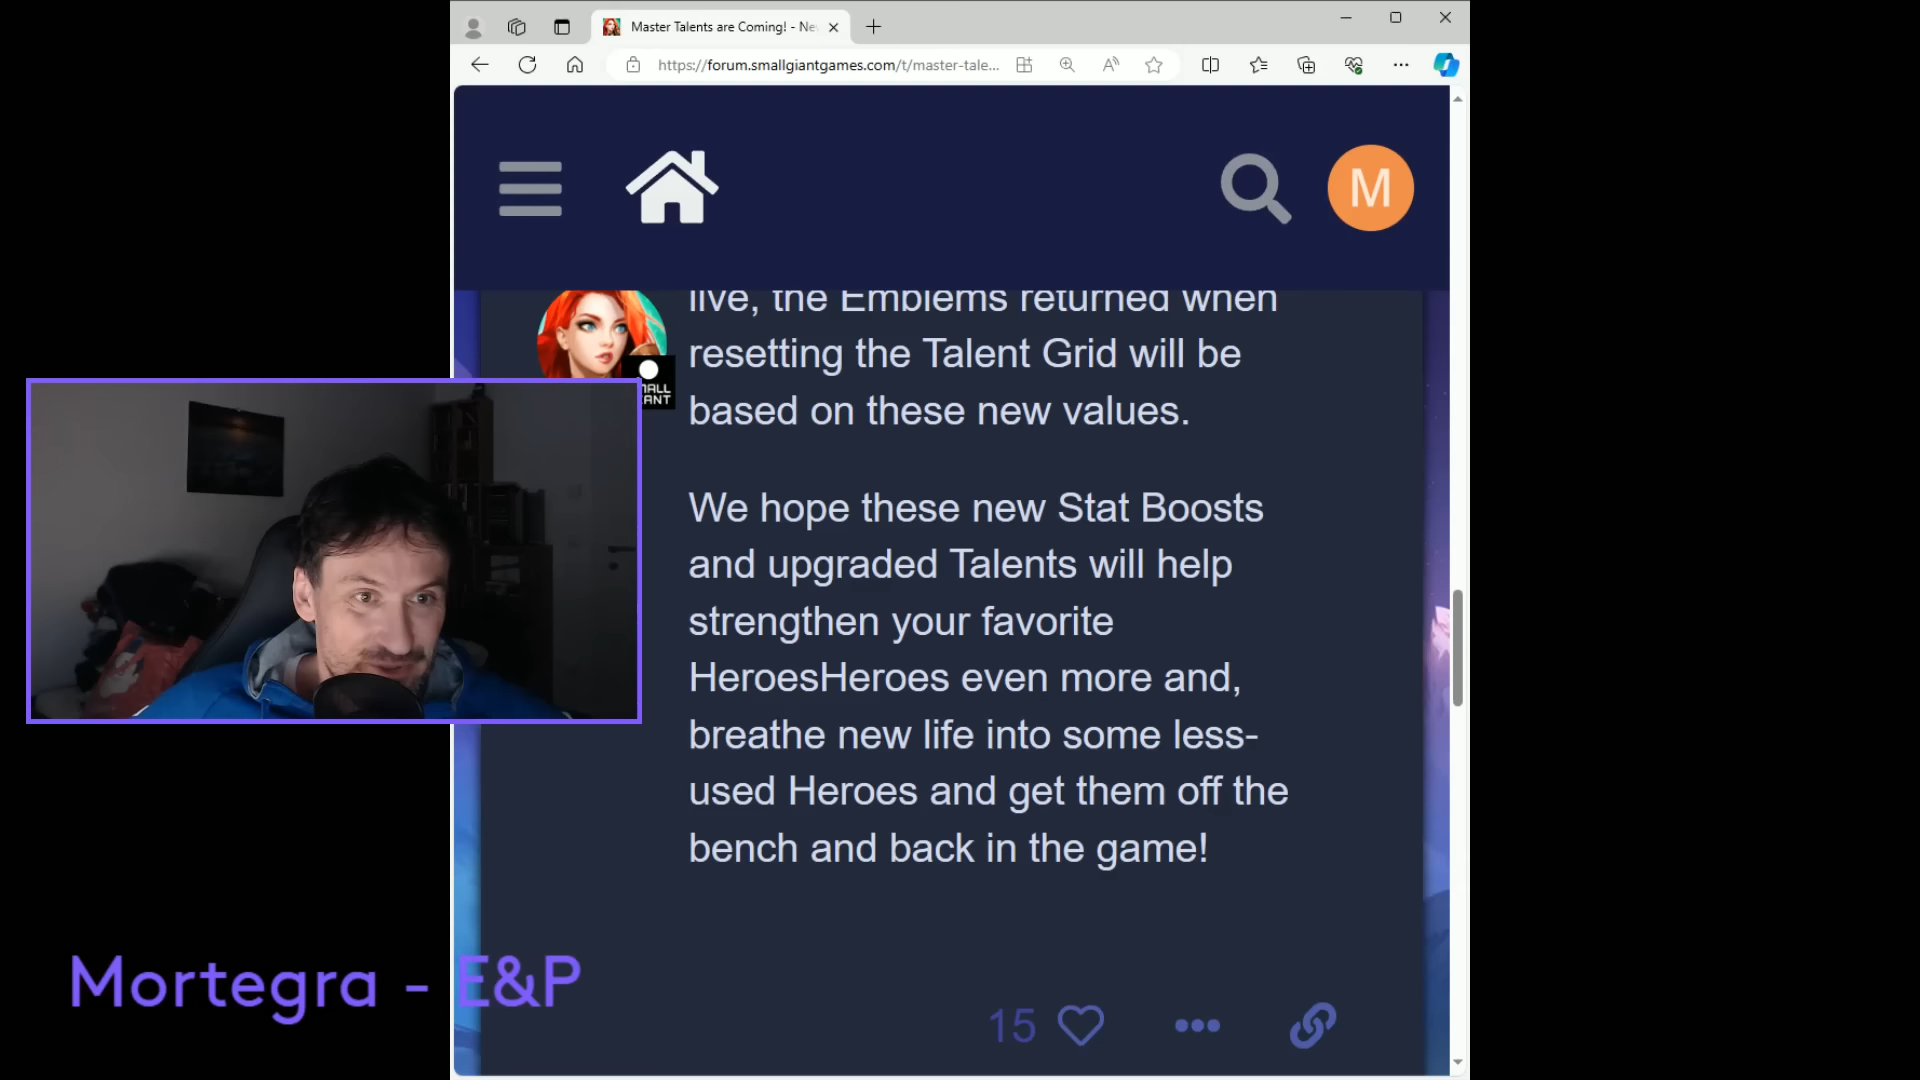 Master Talents are Coming! - Ne
https://forum.smallgiantgames.com/t/master-tale...
M
live, the Emblems returned when
resetting the Talent Grid will be
based on these new values.
We hope these new Stat Boosts
and upgraded Talents will help
strengthen your favorite
HeroesHeroes even more and,
breathe new life into some less-
used Heroes and get them off the
bench and back in the game!
15
Mortegra - E&P